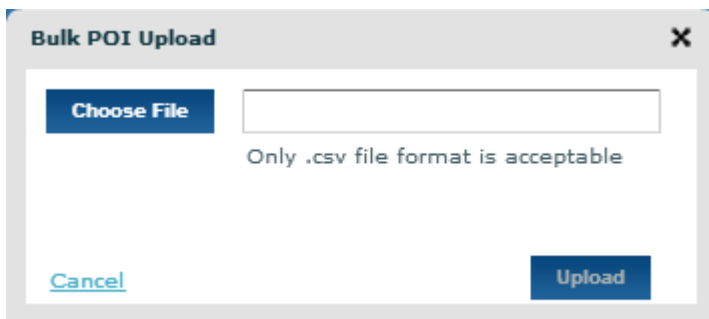 Bulk POI Upload
Choose File
Only .csv file format is acceptable
Cancel
Upload